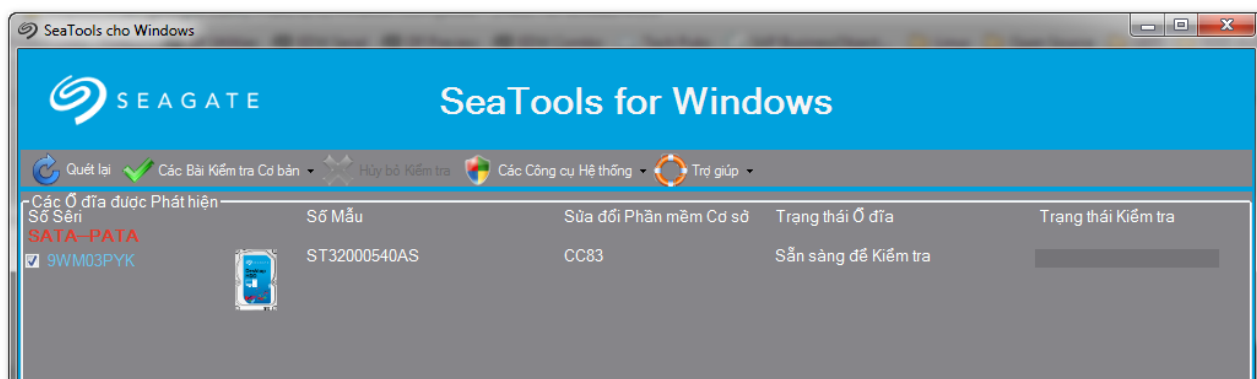 SeaTools cho Windows
SEAGATE
SeaTools for Windows
Quét lại Các Bài Kiểm tra Cơ bản Hủy bỏ Kiểm tra Các Công cụ Hệ thống Trợ giúp
Các Ổ đĩa được Phát hiện
Số Sêri Số Mẫu Sửa đổi Phần mềm Cơ sở Trạng thái Ổ đĩa Trạng thái Kiểm tra
SATA--PATA
9WM03PYK ST32000540AS CC83 Sẵn sàng để Kiểm tra